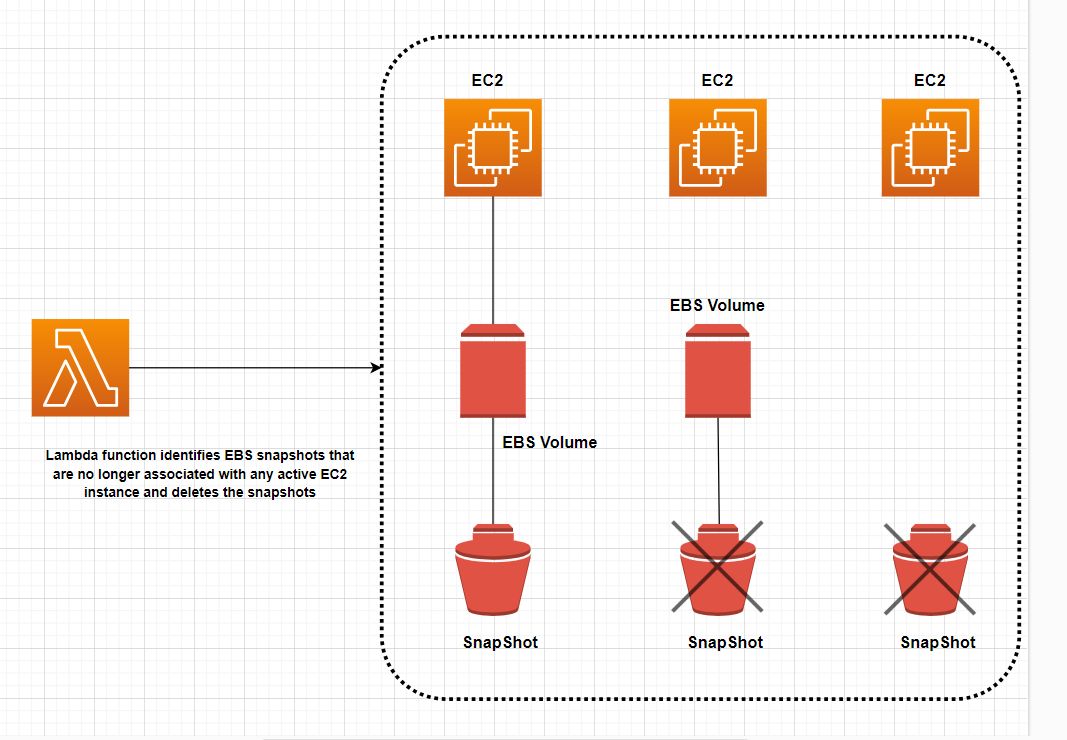 EC2
EC2
EC2
EBS Volume
EBS Volume
Lambda function identifies EBS snapshots that
are no longer associated with any active EC2
instance and deletes the snapshots
SnapShot
SnapShot
SnapShot